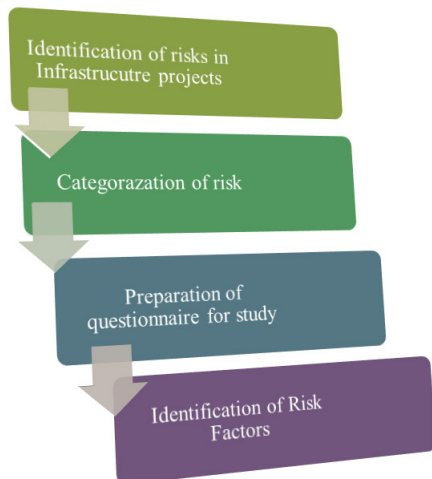 Identification of risks in
Infrastrucutre projects
Categorazation of risk
Preparation of
questionnaire for study
Identification of Risk
Factors